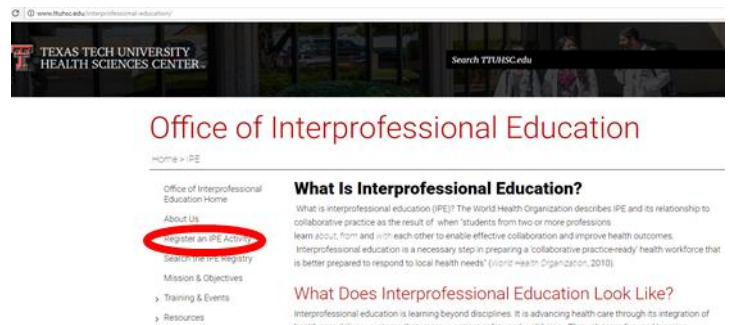 www.ttuhsc.edu/interprofessional-education/
TEXAS TECH UNIVERSITY
HEALTH SCIENCES CENTER
Search TTUHSC.edu
Office of Interprofessional Education
Home > IPE
Office of Interprofessional
Education Home
About Us
Register an IPE Activity
Search the IPE Registry
Mission & Objectives
> Training & Events
> Resources
What Is Interprofessional Education?
What is interprofessional education (IPE)? The World Health Organization describes IPE and its relationship to
collaborative practice as the result of when "students from two or more professions
learn about, from and with each other to enable effective collaboration and improve health outcomes.
Interprofessional education is a necessary step in preparing a 'collaborative practice-ready' health workforce that
is better prepared to respond to local health needs" (World Health Organization, 2010).
What Does Interprofessional Education Look Like?
Interprofessional education is learning beyond disciplines. It is advancing health care through its integration of